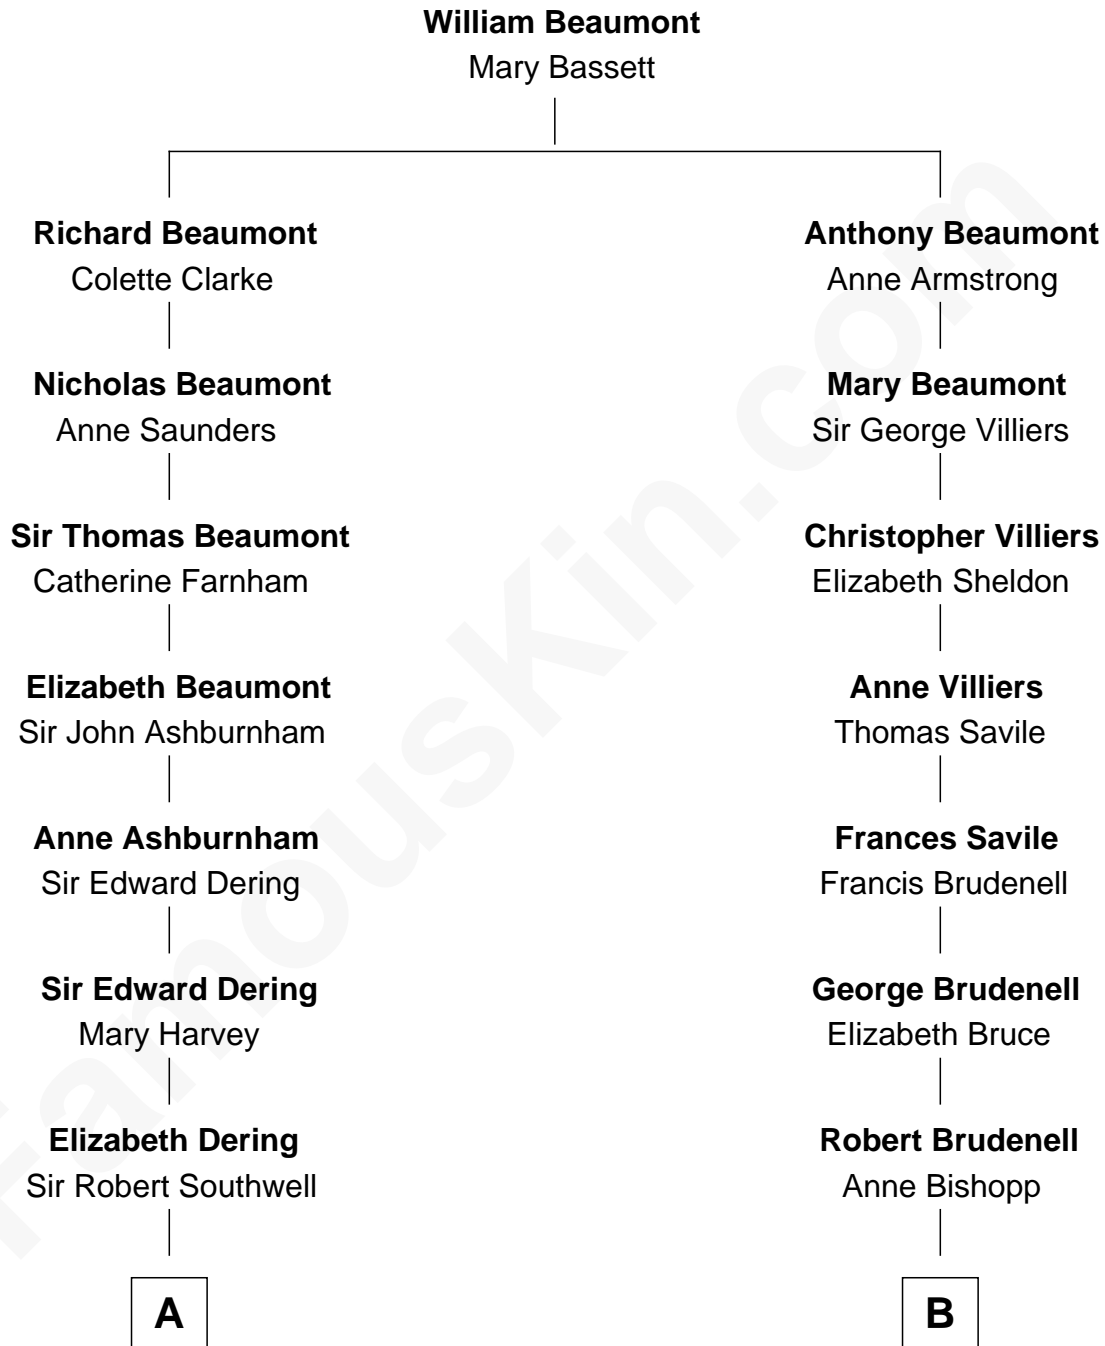 William Beaumont
Mary Bassett
Richard Beaumont
Colette Clarke
Nicholas Beaumont
Anne Saunders
Sir Thomas Beaumont
Catherine Farnham
Elizabeth Beaumont
Sir John Ashburnham
Anne Ashburnham
Sir Edward Dering
Sir Edward Dering
Mary Harvey
Elizabeth Dering
Sir Robert Southwell
A
Anthony Beaumont
Anne Armstrong
Mary Beaumont
Sir George Villiers
Christopher Villiers
Elizabeth Sheldon
Anne Villiers
Thomas Savile
Frances Savile
Francis Brudenell
George Brudenell
Elizabeth Bruce
Robert Brudenell
Anne Bishopp
B
FamousKin.com